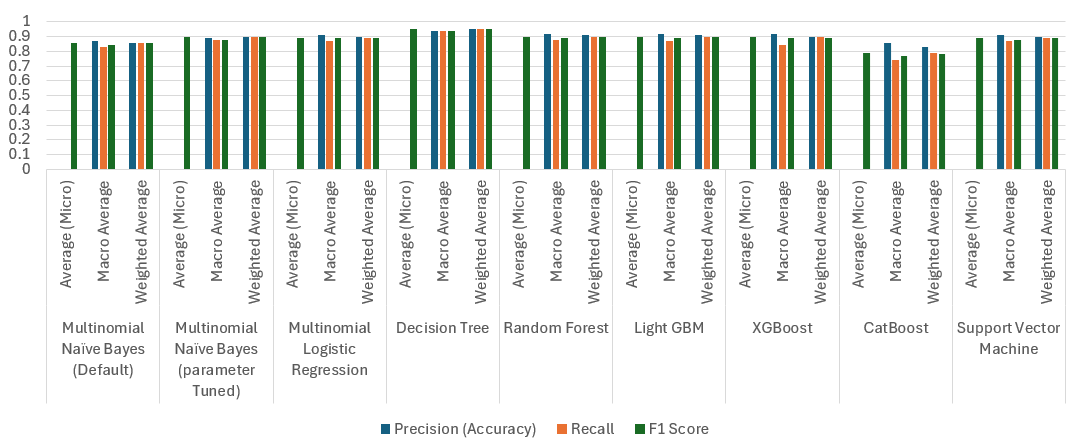 1
0.9
0.8
0.7
0.6
0.5
0.4
0.3
0.2
0.1
0
Average (Micro)
Macro Average
Weighted Average
Average (Micro)
Macro Average
Weighted Average
Average (Micro)
Macro Average
Weighted Average
Average (Micro)
Macro Average
Weighted Average
Average (Micro)
Macro Average
Weighted Average
Average (Micro)
Macro Average
Weighted Average
Average (Micro)
Macro Average
Weighted Average
Average (Micro)
Macro Average
Weighted Average
Average (Micro)
Macro Average
Weighted Average
Multinomial
Naïve Bayes
(Default)
Multinomial
Naïve Bayes
(parameter
Tuned)
Multinomial
Logistic
Regression
Decision Tree
Random Forest
Light GBM
XGBoost
CatBoost
Support Vector
Machine
Precision (Accuracy)
Recall
F1 Score